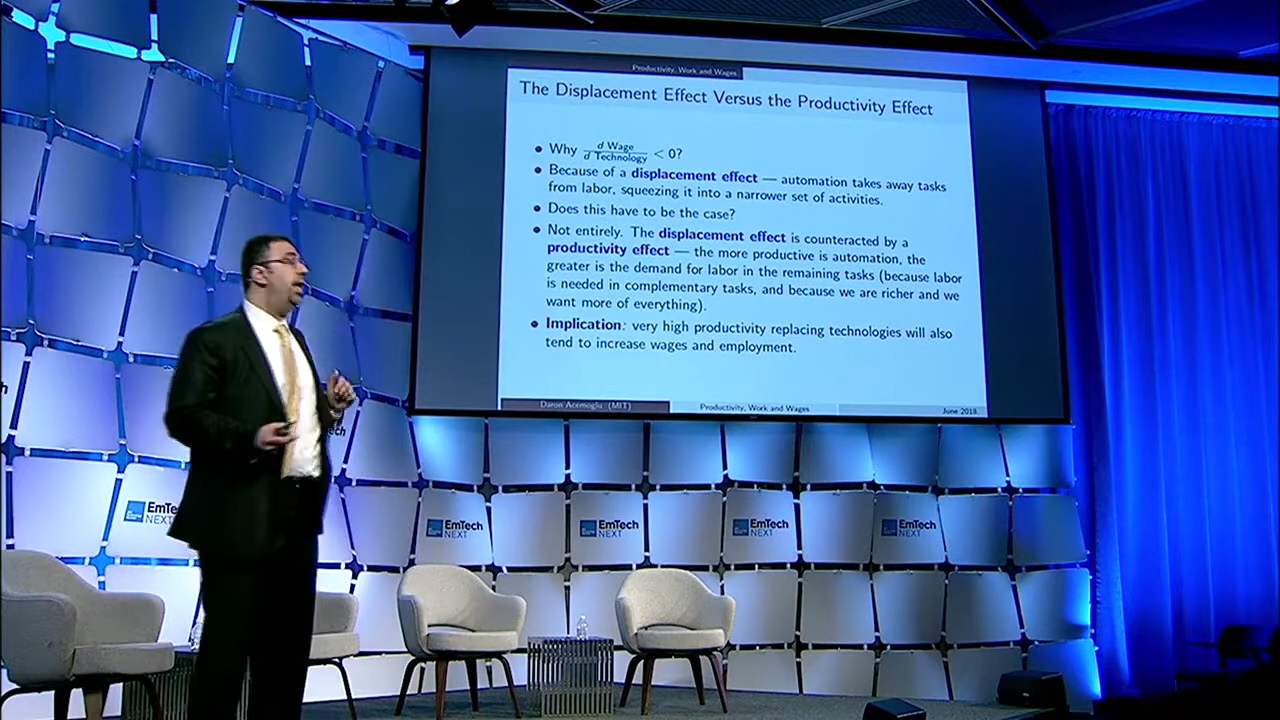 Productivity, Work and Wages
The Displacement Effect Versus the Productivity Effect
• Why d Wage / d Technology < 0?
• Because of a displacement effect — automation takes away tasks
from labor, squeezing it into a narrower set of activities.
• Does this have to be the case?
• Not entirely. The displacement effect is counteracted by a
productivity effect — the more productive is automation, the
greater is the demand for labor in the remaining tasks (because labor
is needed in complementary tasks, and because we are richer and we
want more of everything).
• Implication: very high productivity replacing technologies will also
tend to increase wages and employment.
Daron Acemoglu (MIT)
Productivity, Work and Wages
June 2018
EmTech
NEXT
EmTech
NEXT
EmTech
NEXT
EmTech
NEXT
EmTech
NEXT